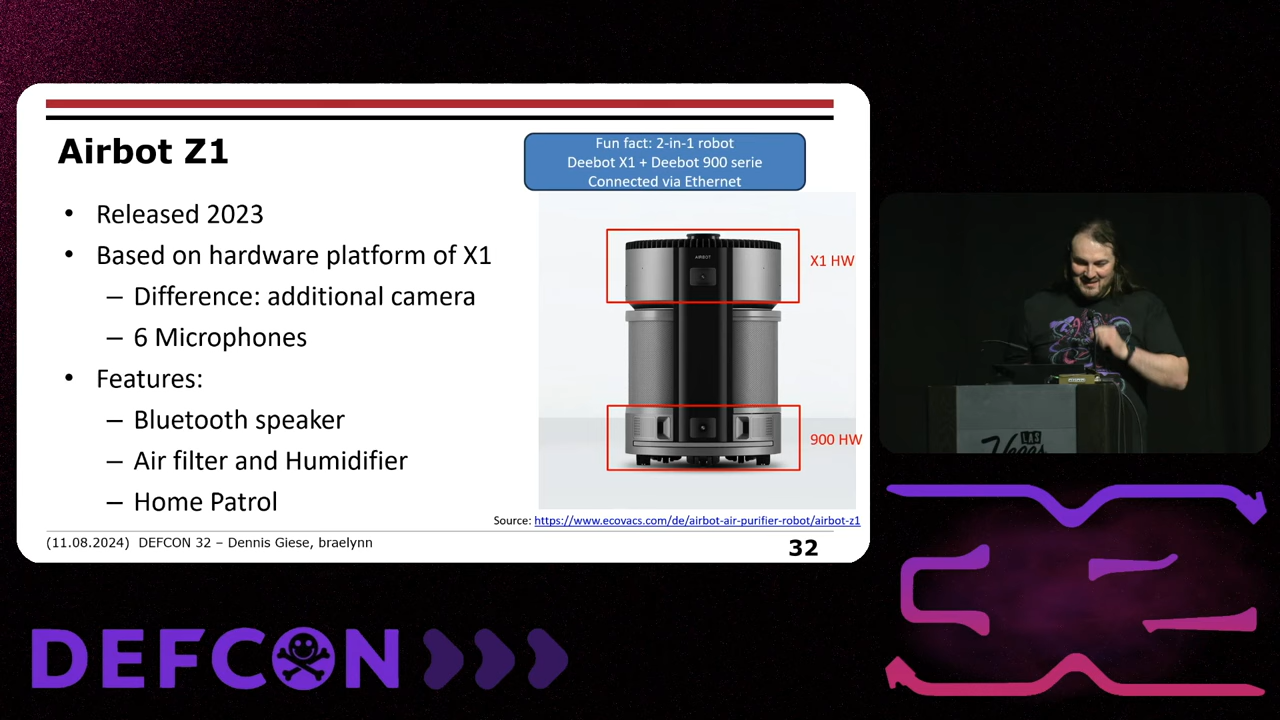 Airbot Z1
Fun fact: 2-in-1 robot
Deebot X1 + Deebot 900 serie
Connected via Ethernet
• Released 2023
• Based on hardware platform of X1
– Difference: additional camera
– 6 Microphones
• Features:
– Bluetooth speaker
– Air filter and Humidifier
– Home Patrol
AIRBOT
X1 HW
900 HW
Source: https://www.ecovacs.com/de/airbot-air-purifier-robot/airbot-z1
(11.08.2024) DEFCON 32 – Dennis Giese, braelynn
32
LAS
Vegas
DEFCON